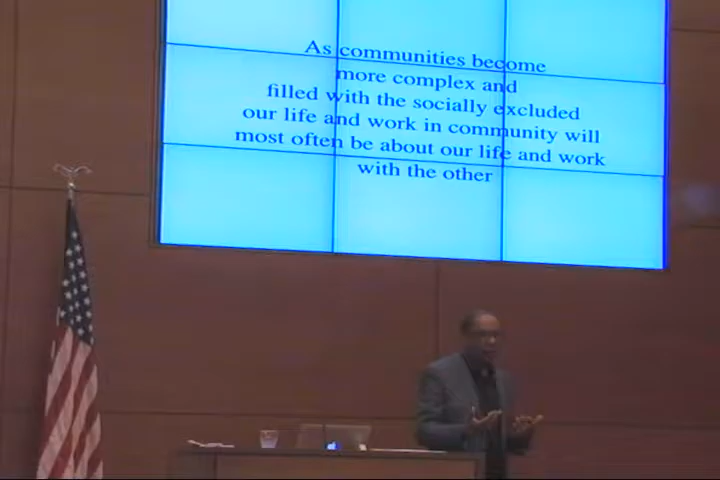 As communities become
more complex and
filled with the socially excluded
our life and work in community will
most often be about our life and work
with the other